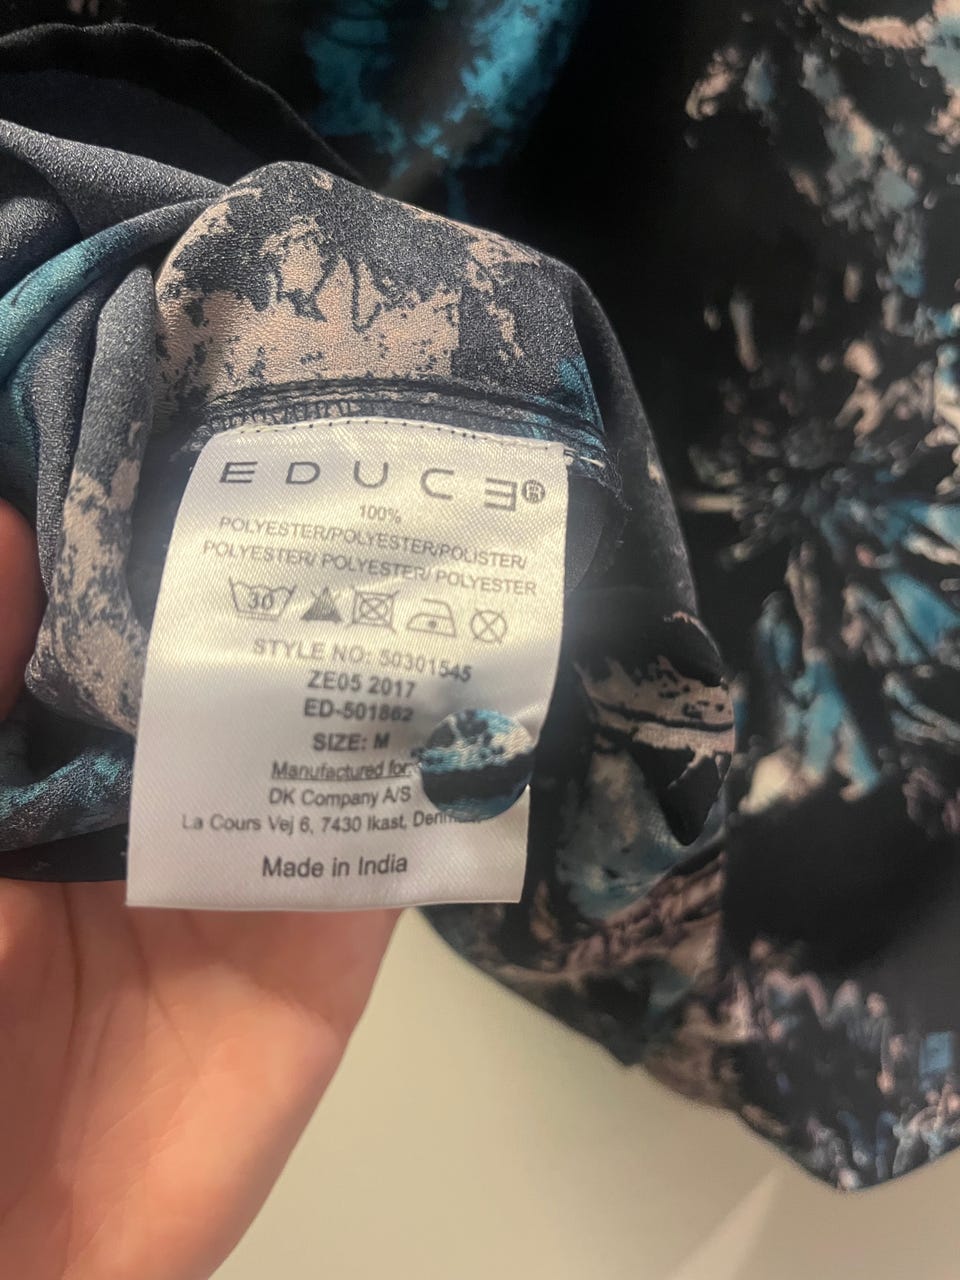 EDUCE®
100%
POLYESTER/POLYESTER/POLISTER/
POLYESTER/ POLYESTER/ POLYESTER
30
STYLE NO: 50301545
ZE05 2017
ED-501862
SIZE: M
Manufactured for:
DK Company A/S
La Cours Vej 6, 7430 Ikast,
Made in India